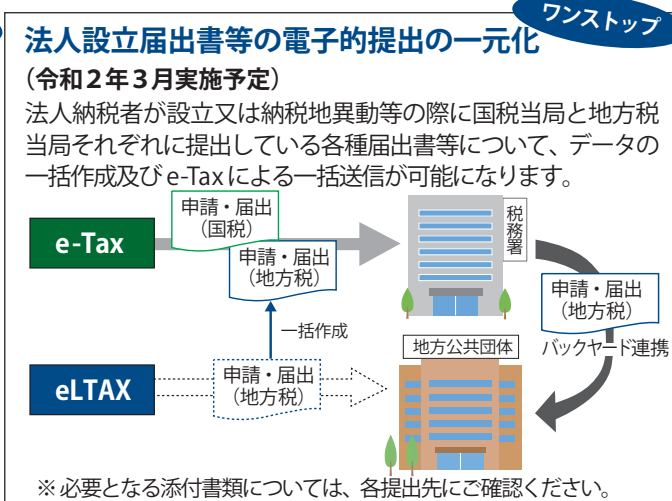 ワンストップ
法人設立届出書等の電子的提出の一元化
（令和２年３月実施予定）
法人納税者が設立又は納税地異動等の際に国税当局と地方税
当局それぞれに提出している各種届出書等について、データの
一括作成及びe-Taxによる一括送信が可能になります。
申請・届出
（国税）
税務署
e-Tax
申請・届出
（地方税）
申請・届出
（地方税）
一括作成
地方公共団体
バックヤード連携
eLTAX
申請・届出
（地方税）
※必要となる添付書類については、各提出先にご確認ください。